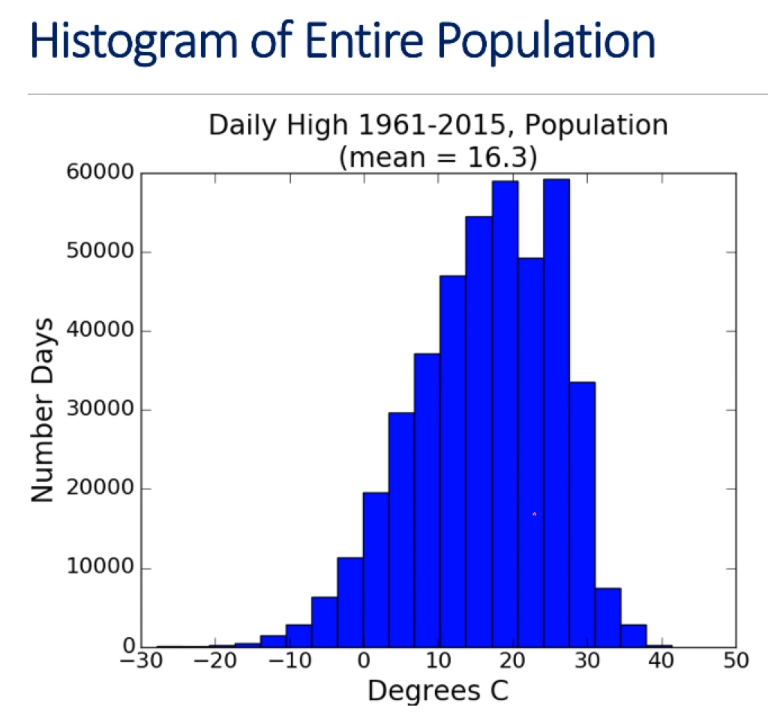 Histogram of Entire Population
Daily High 1961-2015, Population
(mean = 16.3)
60000
50000
40000
30000
20000
10000
0
Number Days
−30 −20 −10 0 10 20 30 40 50
Degrees C